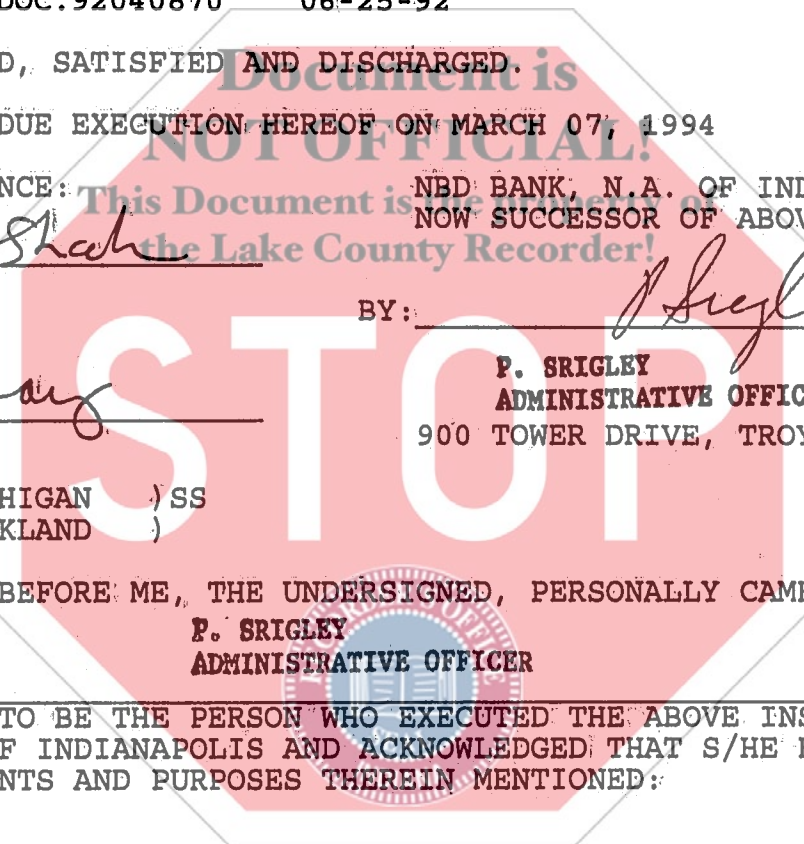 DOC.92040870 06-25-92
D, SATISFIED AND DISCHARGED.
Document is
DUE EXECUTION HEREOF ON MARCH 07, 1994
NOT OFFICIAL!
NCE: NBD BANK, N.A. OF IND
This Document is the property of
NOW SUCCESSOR OF ABOV
Shah
the Lake County Recorder!
BY: P Srigl
STOP
P. SRIGLEY
ADMINISTRATIVE OFFIC
900 TOWER DRIVE, TROY
HIGAN )SS
KLAND )
BEFORE ME, THE UNDERSIGNED, PERSONALLY CAME
P. SRIGLEY
ADMINISTRATIVE OFFICER
TO BE THE PERSON WHO EXECUTED THE ABOVE INS
F INDIANAPOLIS AND ACKNOWLEDGED THAT S/HE
NTS AND PURPOSES THEREIN MENTIONED: